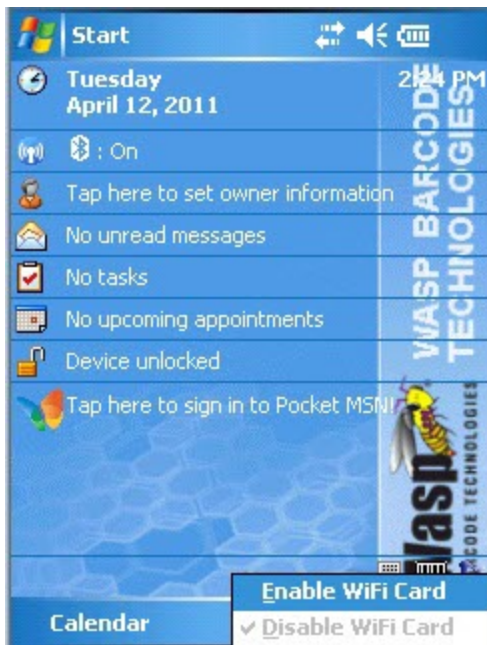 Start
Tuesday
2:24 PM
April 12, 2011
: On
Tap here to set owner information
No unread messages
No tasks
No upcoming appointments
Device unlocked
Tap here to sign in to Pocket MSN!
WASP BARCODE
TECHNOLOGIES
Wasp
CODE TECHNOLOGIES
Enable WiFi Card
Calendar
Disable WiFi Card